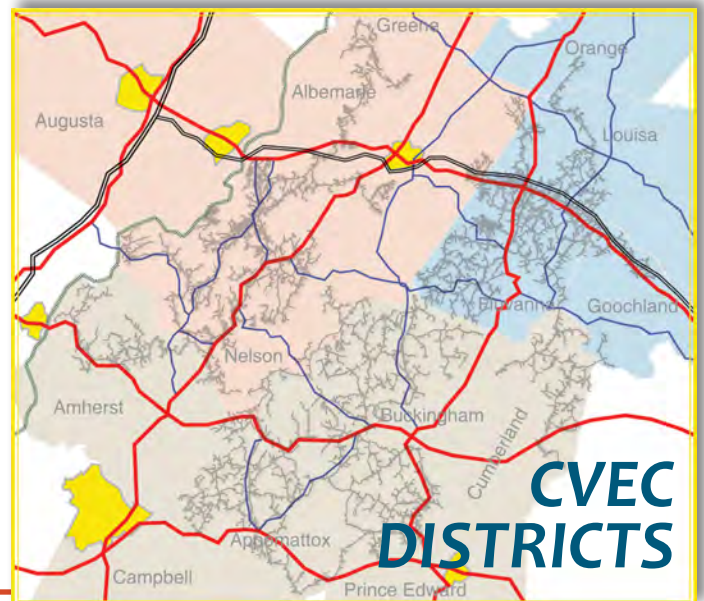 Greene
Orange
Albemarle
Augusta
Louisa
Fluvanna
Goochland
Nelson
Amherst
Buckingham
Cumberland
CVEC
DISTRICTS
Appomattox
Campbell
Prince Edward